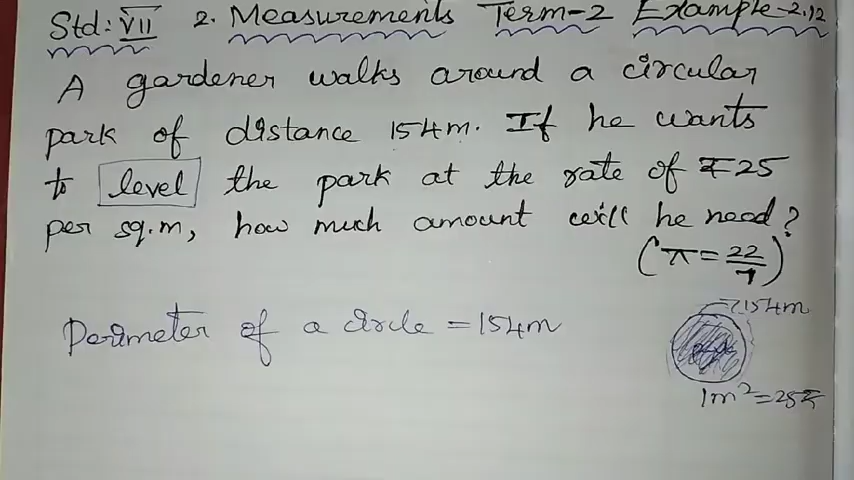 Std: VII 2. Measurements Term-2 Example-2.12
A gardener walks around a circular
park of distance 154m. If he wants
to level the park at the rate of ₹25
per sq.m, how much amount will he need?
(π = 22/7)
Perimeter of a circle = 154m
154m
1m² = 25₹